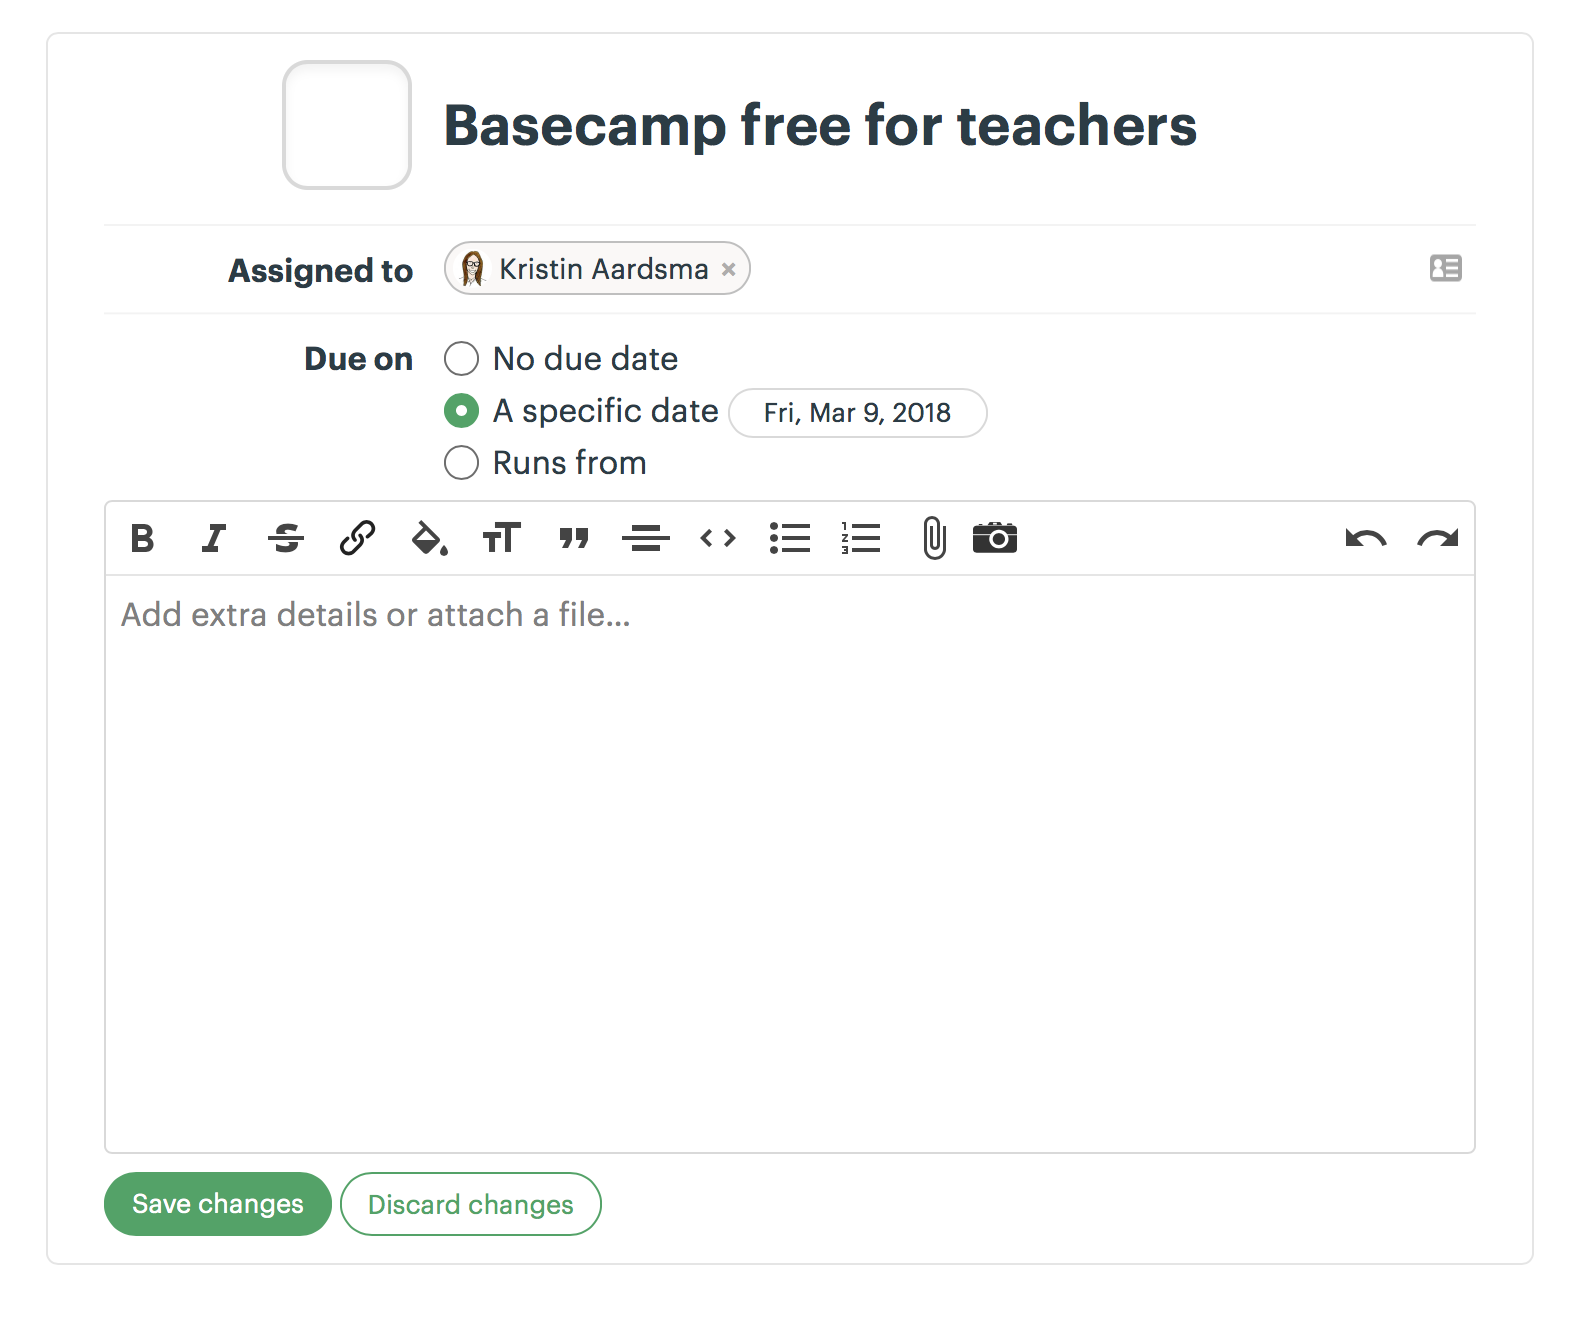 Basecamp free for teachers
Assigned to Kristin Aardsma ×
Due on No due date
A specific date Fri, Mar 9, 2018
Runs from
Add extra details or attach a file...
Save changes Discard changes